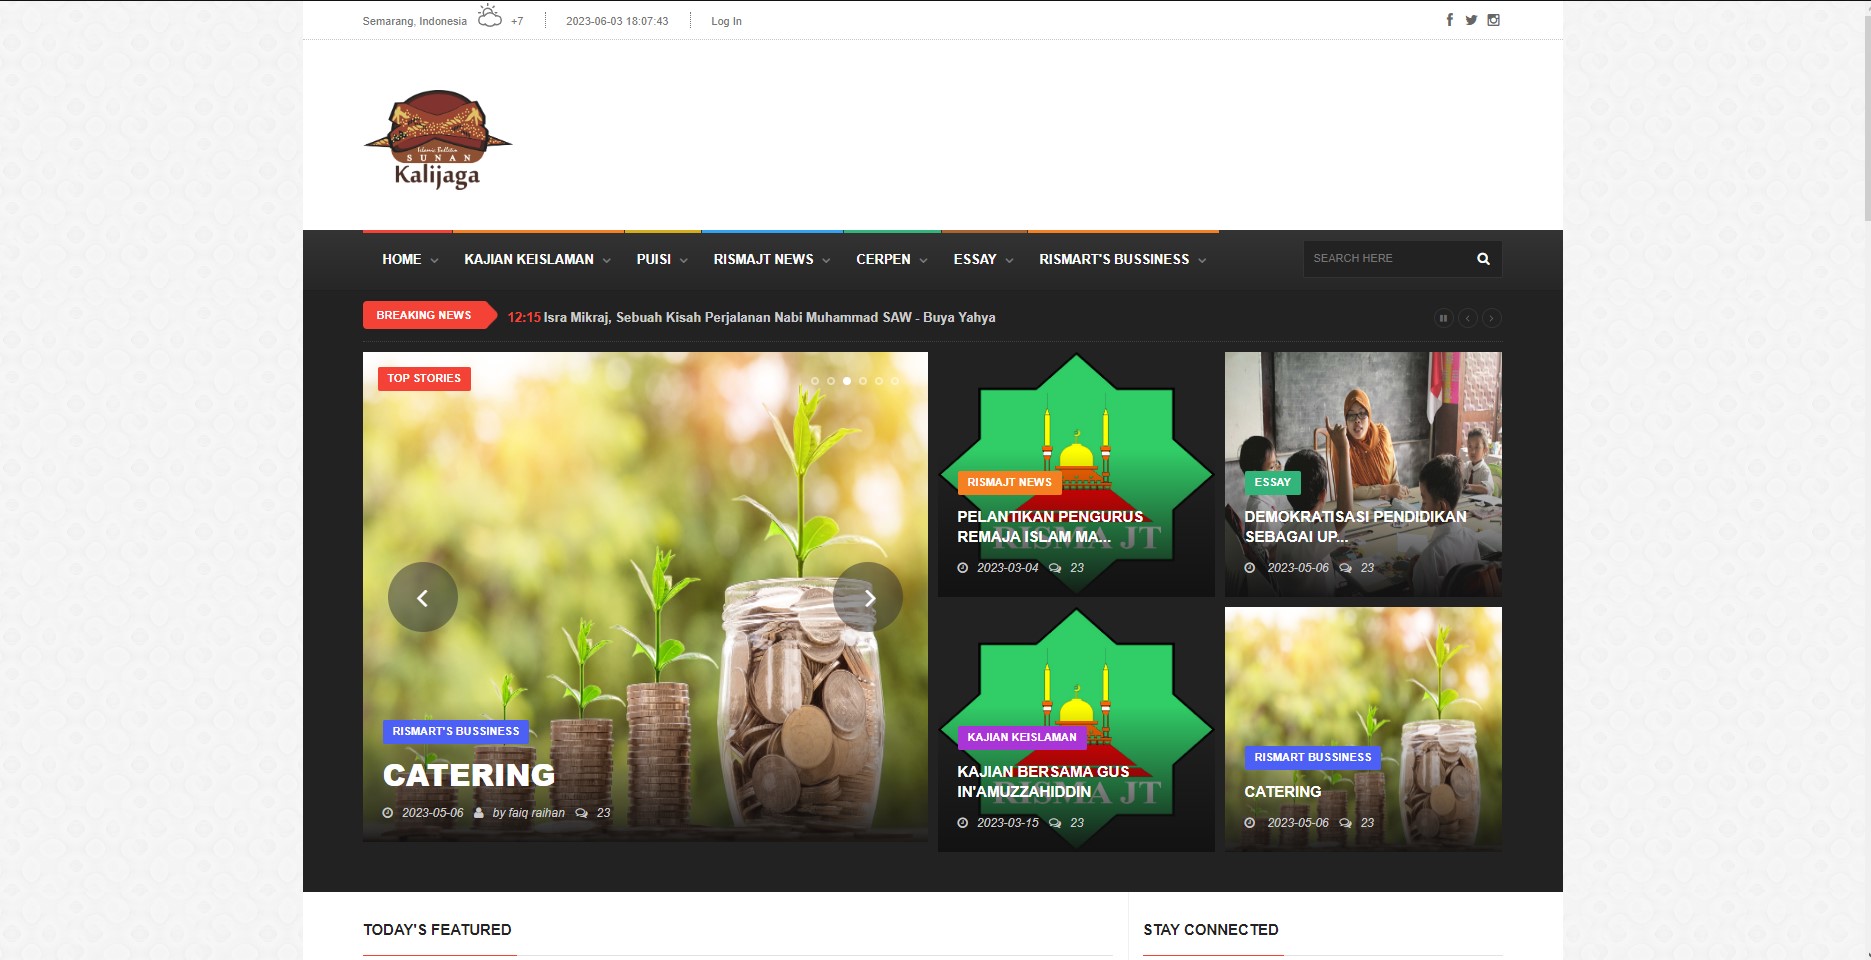 Semarang, Indonesia +7 2023-06-03 18:07:43 Log In
Islamic Bulletin
SUNAN
Kalijaga
HOME KAJIAN KEISLAMAN PUISI RISMAJT NEWS CERPEN ESSAY RISMART'S BUSSINESS SEARCH HERE
BREAKING NEWS 12:15 Isra Mikraj, Sebuah Kisah Perjalanan Nabi Muhammad SAW - Buya Yahya
TOP STORIES
RISMART'S BUSSINESS
CATERING
2023-05-06 by faiq raihan 23
RISMAJT NEWS
PELANTIKAN PENGURUS
REMAJA ISLAM MA...
RISMA JT
2023-03-04 23
ESSAY
DEMOKRATISASI PENDIDIKAN
SEBAGAI UP...
2023-05-06 23
KAJIAN KEISLAMAN
KAJIAN BERSAMA GUS
IN'AMUZZAHIDDIN
RISMA JT
2023-03-15 23
RISMART BUSSINESS
CATERING
2023-05-06 23
TODAY'S FEATURED
STAY CONNECTED